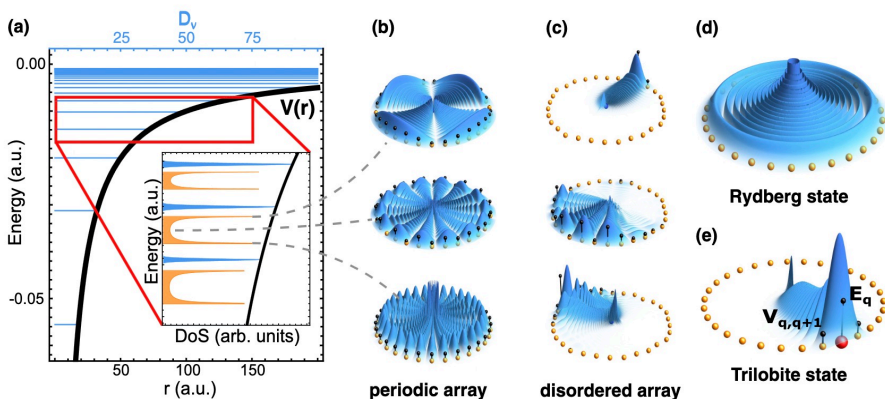 (a)
D_ν
25 50 75
0.00
-0.05
Energy (a.u.)
V(r)
Energy (a.u.)
DoS (arb. units)
50 100 150
r (a.u.)
(b)
periodic array
(c)
disordered array
(d)
Rydberg state
(e)
E_q
V_{q,q+1}
Trilobite state